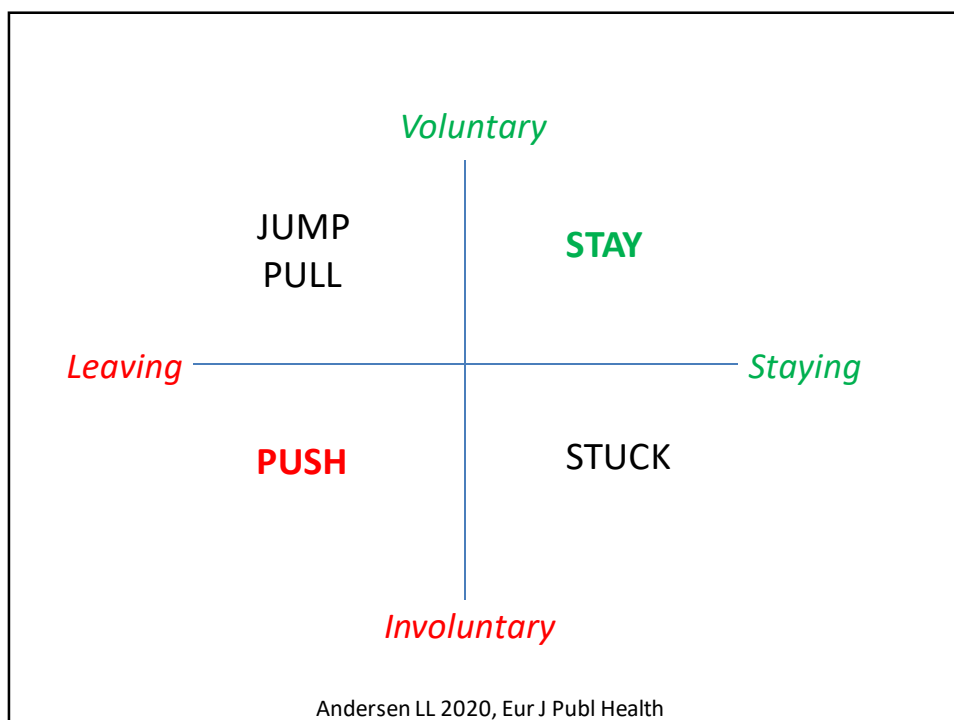 Voluntary
JUMP
PULL
STAY
Leaving
Staying
PUSH
STUCK
Involuntary
Andersen LL 2020, Eur J Publ Health